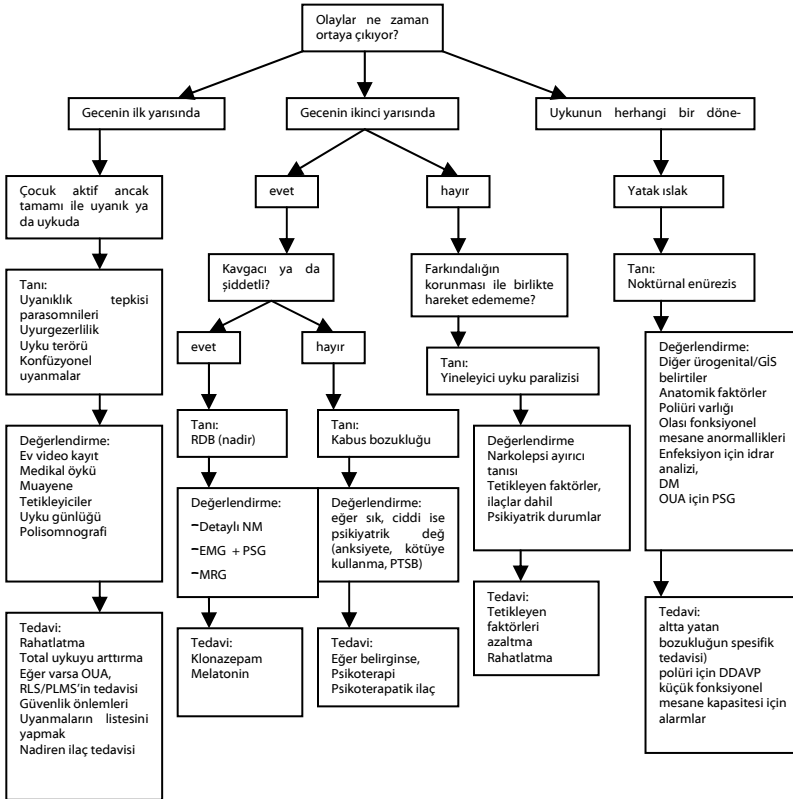 Olaylar ne zaman
ortaya çıkıyor?
Gecenin ilk yarısında
Gecenin ikinci yarısında
Uykunun herhangi bir döne-
Çocuk aktif ancak
tamamı ile uyanık ya
da uykuda
evet
hayır
Yatak ıslak
Tanı:
Uyanıklık tepkisi
parasomnileri
Uyurgezerlilik
Uyku terörü
Konfüzyonel
uyanmalar
Kavgacı ya da
şiddetli?
Farkındalığın
korunması ile birlikte
hareket edememe?
Tanı:
Noktürnal enürezis
evet
hayır
Tanı:
Yineleyici uyku paralizisi
Değerlendirme:
Diğer ürogenital/GİS
belirtiler
Anatomik faktörler
Poliüri varlığı
Olası fonksiyonel
mesane anormallikleri
Enfeksiyon için idrar
analizi,
DM
OUA için PSG
Değerlendirme:
Ev video kayıt
Medikal öykü
Muayene
Tetikleyiciler
Uyku günlüğü
Polisomnografi
Tanı:
RDB (nadir)
Tanı:
Kabus bozukluğu
Değerlendirme
Narkolepsi ayırıcı
tanısı
Tetikleyen faktörler,
ilaçlar dahil
Psikiyatrik durumlar
Değerlendirme:
–Detaylı NM
–EMG + PSG
–MRG
Değerlendirme:
eğer sık, ciddi ise
psikiyatrik değ
(anksiyete, kötüye
kullanma, PTSB)
Tedavi:
Rahatlatma
Total uykuyu arttırma
Eğer varsa OUA,
RLS/PLMS'in tedavisi
Güvenlik önlemleri
Uyanmaların listesini
yapmak
Nadiren ilaç tedavisi
Tedavi:
Klonazepam
Melatonin
Tedavi:
Eğer belirginse,
Psikoterapi
Psikoterapatik ilaç
Tedavi:
Tetikleyen
faktörleri
azaltma
Rahatlatma
Tedavi:
altta yatan
bozukluğun spesifik
tedavisi)
polüri için DDAVP
küçük fonksiyonel
mesane kapasitesi için
alarmlar